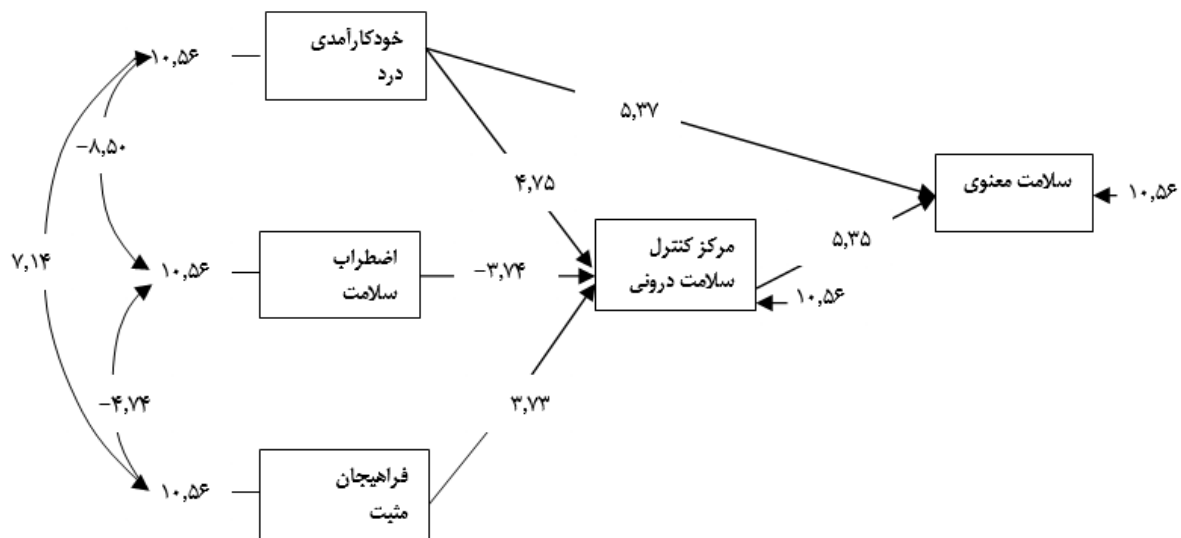 خودکارآمدی
درد
۱۰,۵۶
۵,۳۷
−۸,۵۰
۴,۷۵
سلامت معنوی
۱۰,۵۶
۵,۳۵
مرکز کنترل
سلامت درونی
۱۰,۵۶
اضطراب
سلامت
۱۰,۵۶
−۳,۷۴
۷,۱۴
−۴,۷۴
۳,۷۳
فراهیجان
مثبت
۱۰,۵۶